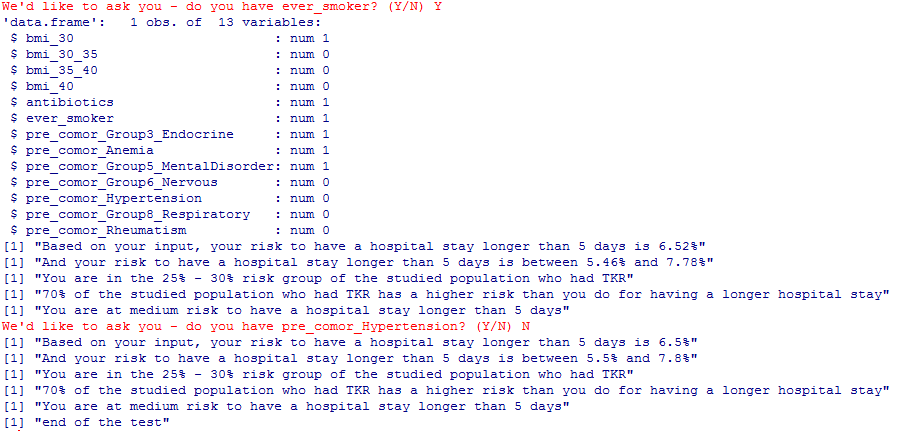 We'd like to ask you - do you have ever_smoker? (Y/N) Y
'data.frame':   1 obs. of  13 variables:
 $ bmi_30                         : num 1
 $ bmi_30_35                      : num 0
 $ bmi_35_40                      : num 0
 $ bmi_40                         : num 0
 $ antibiotics                    : num 1
 $ ever_smoker                    : num 1
 $ pre_comor_Group3_Endocrine     : num 1
 $ pre_comor_Anemia               : num 1
 $ pre_comor_Group5_MentalDisorder: num 1
 $ pre_comor_Group6_Nervous       : num 0
 $ pre_comor_Hypertension         : num 0
 $ pre_comor_Group8_Respiratory   : num 0
 $ pre_comor_Rheumatism           : num 0
[1] "Based on your input, your risk to have a hospital stay longer than 5 days is 6.52%"
[1] "And your risk to have a hospital stay longer than 5 days is between 5.46% and 7.78%"
[1] "You are in the 25% - 30% risk group of the studied population who had TKR"
[1] "70% of the studied population who had TKR has a higher risk than you do for having a longer hospital stay"
[1] "You are at medium risk to have a hospital stay longer than 5 days"
We'd like to ask you - do you have pre_comor_Hypertension? (Y/N) N
[1] "Based on your input, your risk to have a hospital stay longer than 5 days is 6.5%"
[1] "And your risk to have a hospital stay longer than 5 days is between 5.5% and 7.8%"
[1] "You are in the 25% - 30% risk group of the studied population who had TKR"
[1] "70% of the studied population who had TKR has a higher risk than you do for having a longer hospital stay"
[1] "You are at medium risk to have a hospital stay longer than 5 days"
[1] "end of the test"